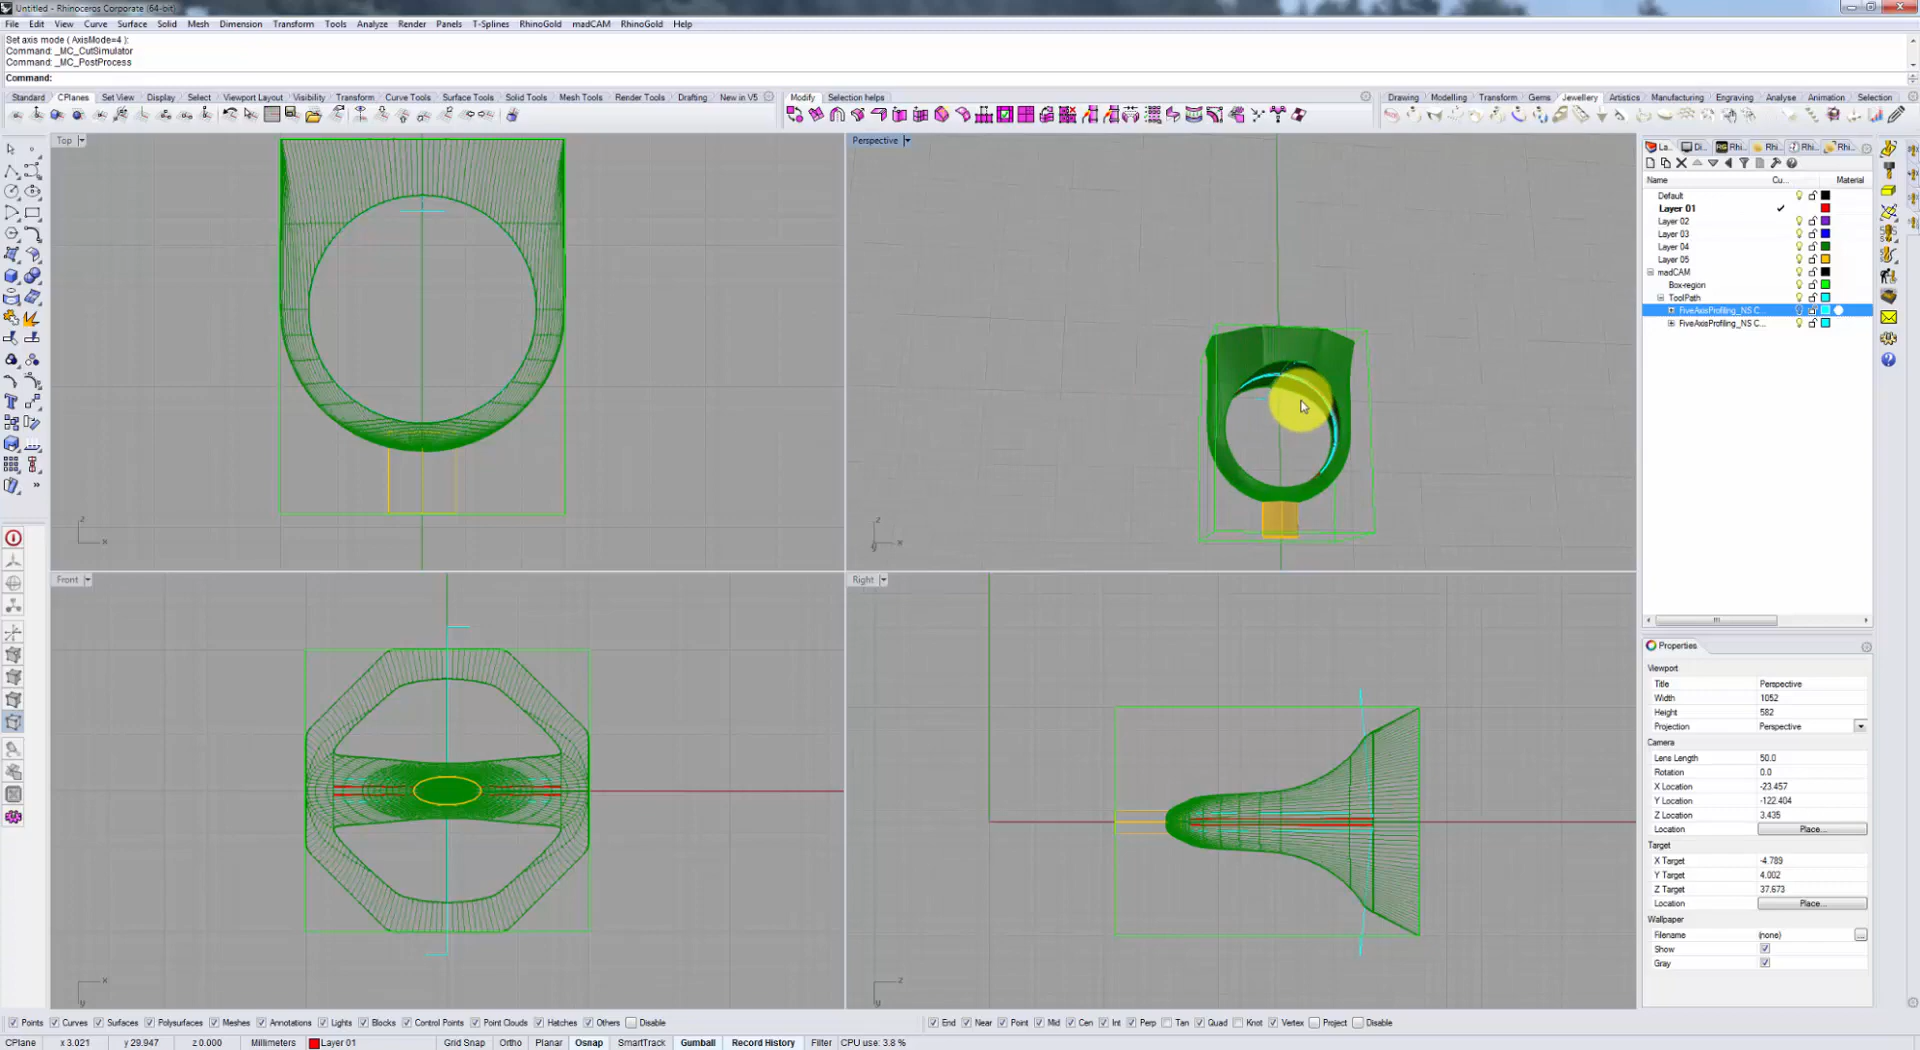 Untitled - Rhinoceros Corporate (64-bit)
File Edit View Curve Surface Solid Mesh Dimension Transform Tools Analyze Render Panels T-Splines RhinoGold madCAM RhinoGold Help
Set axis mode ( AxisMode=4 ):
Command: _MC_CutSimulator
Command: _MC_PostProcess
Command:
Standard CPlanes Set View Display Select Viewport Layout Visibility Transform Curve Tools Surface Tools Solid Tools Mesh Tools Render Tools Drafting New in V5
Modify Selection helps
Drawing Modelling Transform Gems Jewellery Artistics Manufacturing Engraving Analyse Animation Selection
Top
Perspective
La... Di... Rhi... Rhi... Rhi... Rhi...
Name Cu... Material
Default
Layer 01
Layer 02
Layer 03
Layer 04
Layer 05
madCAM
Box-region
ToolPath
FiveAxisProfiling_NS C...
FiveAxisProfiling_NS C...
z x
z y x
Front
Right
Properties
Viewport
Title Perspective
Width 1052
Height 582
Projection Perspective
Camera
Lens Length 50.0
Rotation 0.0
X Location -23.457
Y Location -122.404
Z Location 3.435
Location Place...
Target
X Target -4.789
Y Target 4.002
Z Target 37.673
Location Place...
Wallpaper
Filename (none) ...
Show
Gray
x y
z y
Points Curves Surfaces Polysurfaces Meshes Annotations Lights Blocks Control Points Point Clouds Hatches Others Disable
End Near Point Mid Cen Int Perp Tan Quad Knot Vertex Project Disable
CPlane x 3.021 y 29.947 z 0.000 Millimeters Layer 01 Grid Snap Ortho Planar Osnap SmartTrack Gumball Record History Filter CPU use: 3.8 %